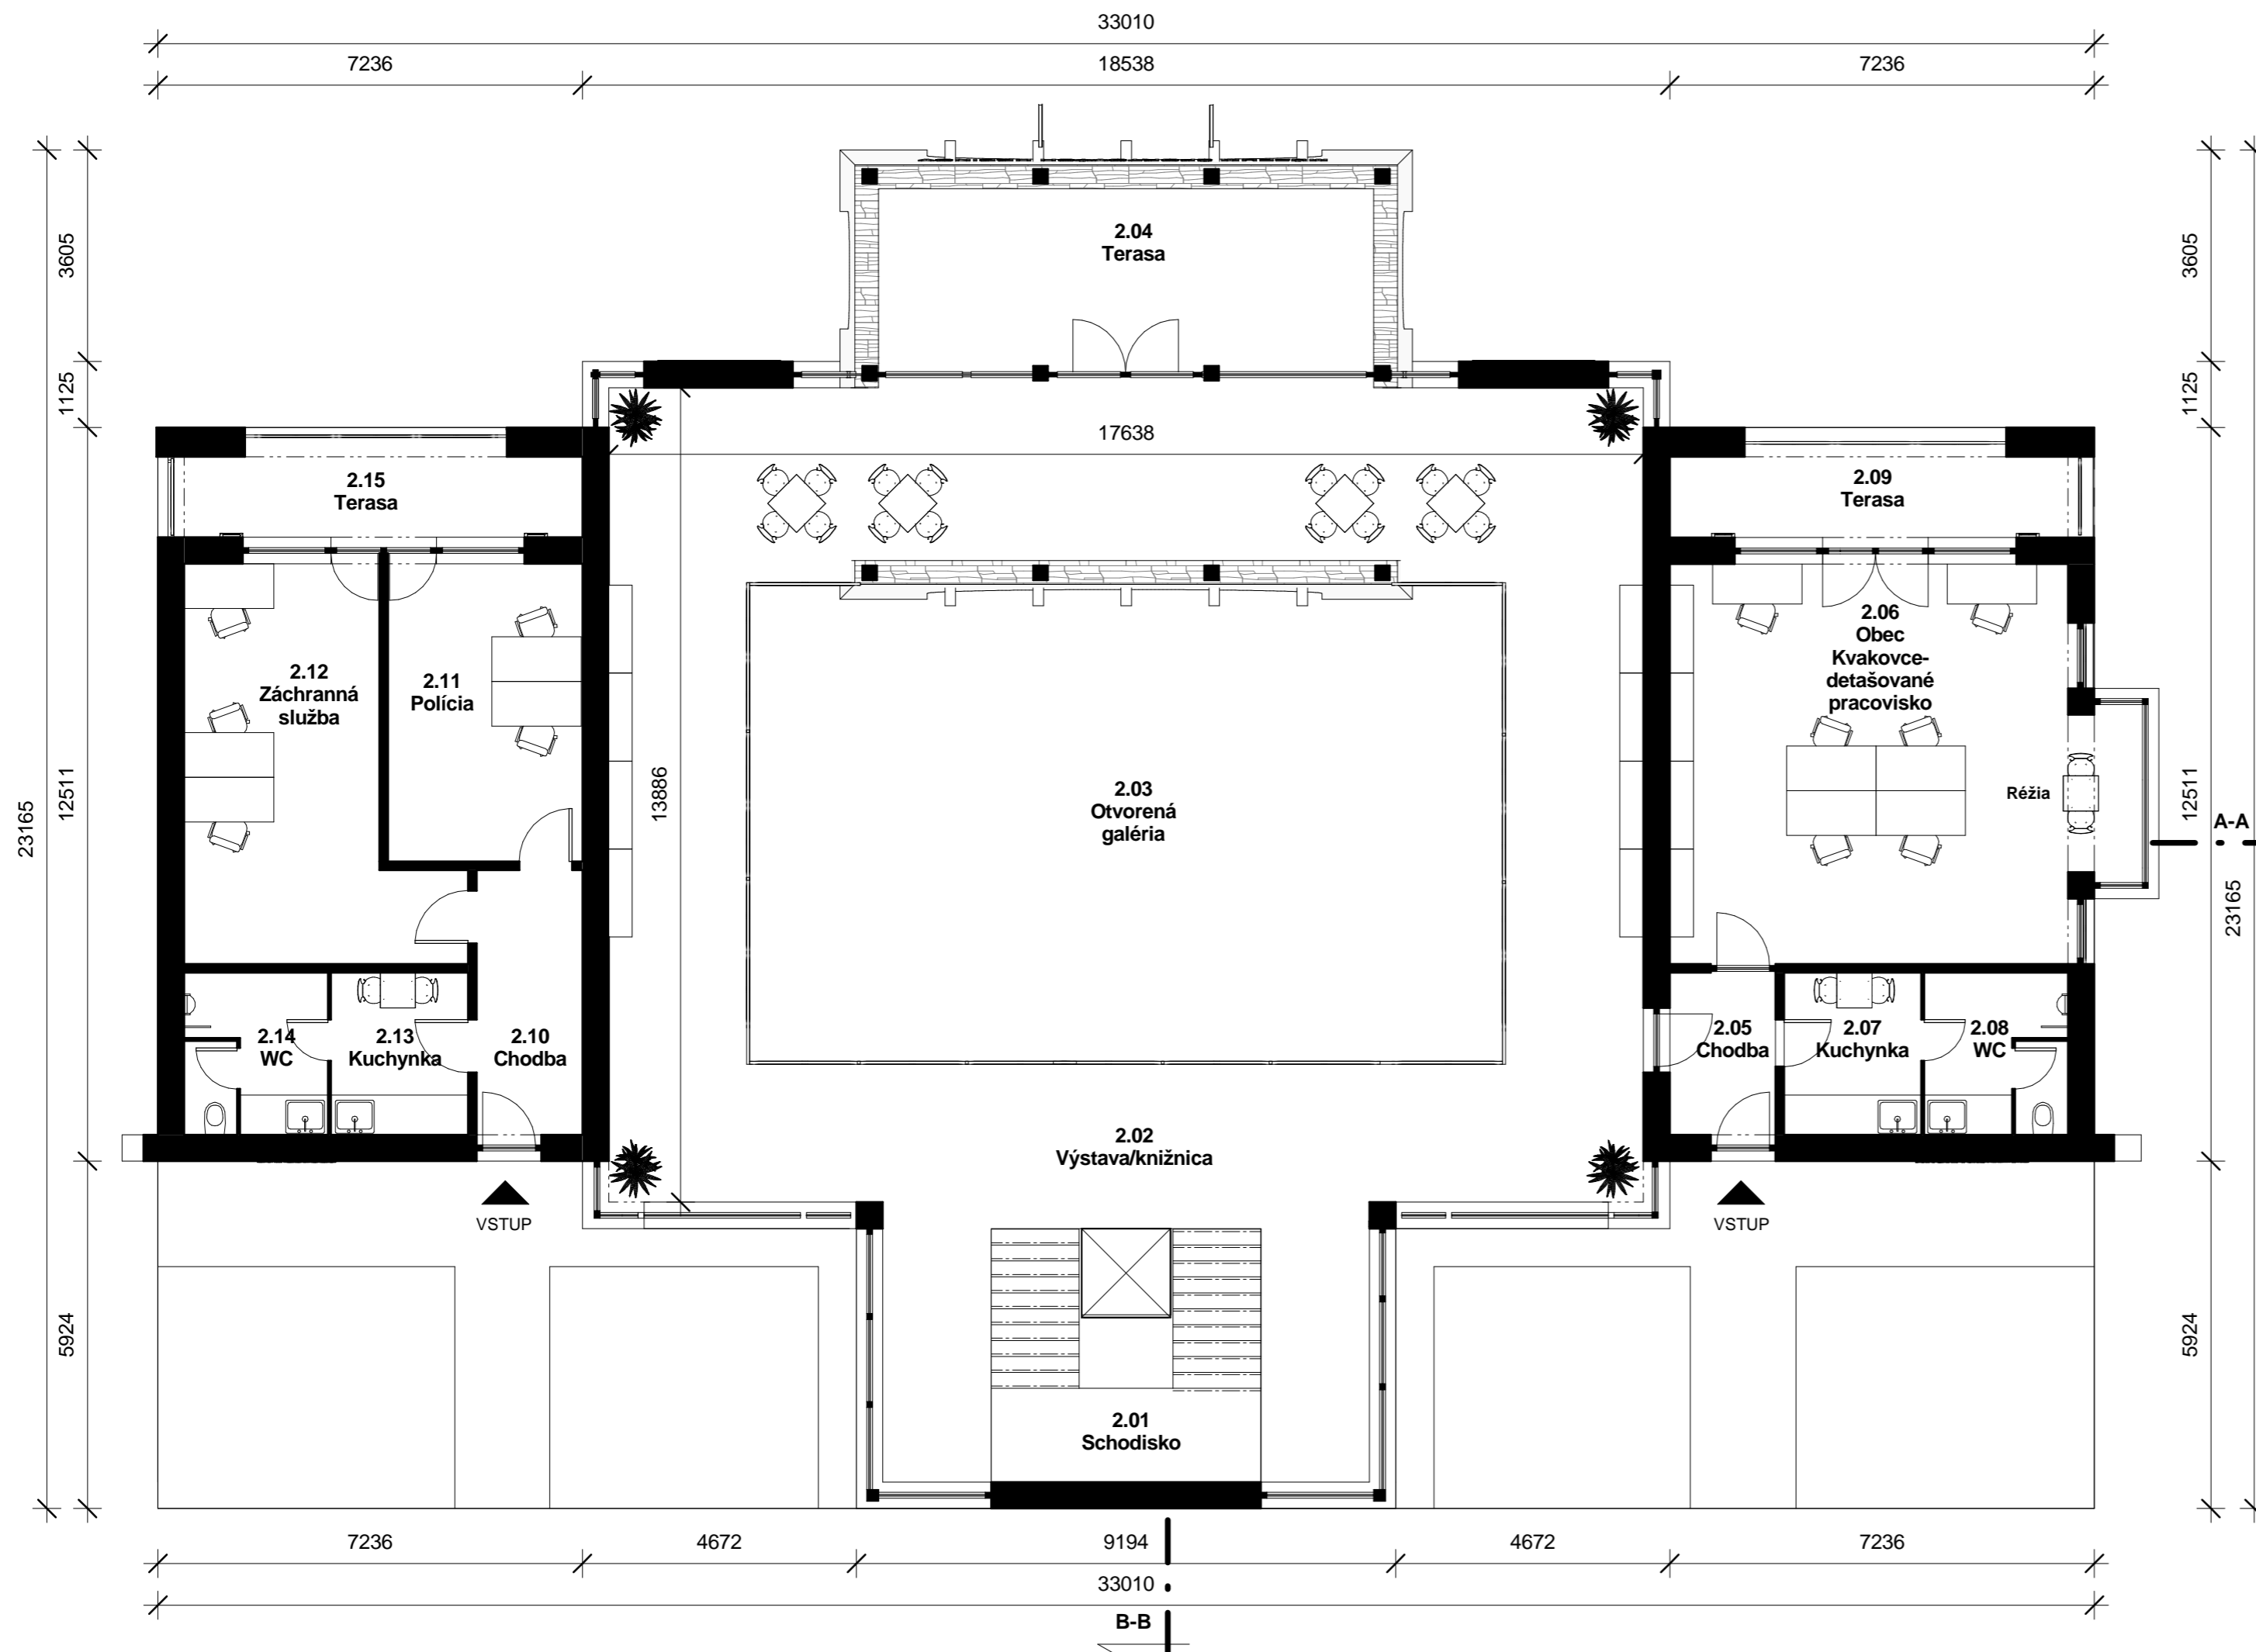 33010
7236
18538
7236
3605
3605
2.04
Terasa
1125
1125
17638
2.15
Terasa
2.09
Terasa
2.06
Obec
Kvakovce-
detašované
pracovisko
2.12
Záchranná
služba
2.11
Polícia
23165
12511
13886
2.03
Otvorená
galéria
Réžia
12511
A-A
23165
2.14
WC
2.13
Kuchynka
2.10
Chodba
2.05
Chodba
2.07
Kuchynka
2.08
WC
2.02
Výstava/knižnica
VSTUP
VSTUP
5924
5924
2.01
Schodisko
7236
4672
9194
4672
7236
33010
B-B